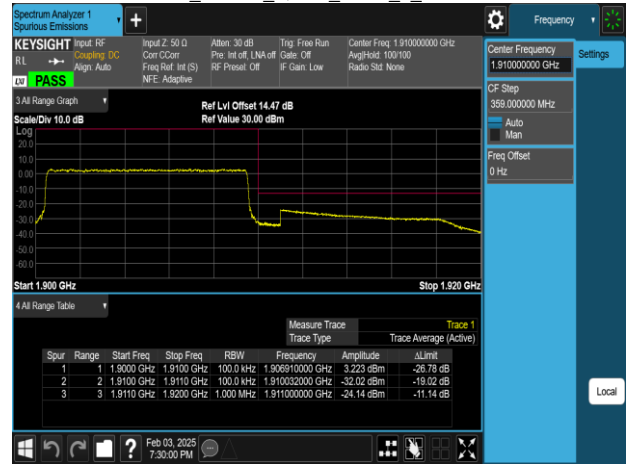 Spectrum Analyzer 1
Spurious Emissions
+
Frequency
KEYSIGHT
RL
LXI
PASS
Input: RF
Coupling: DC
Align: Auto
Input Z: 50 Ω
Corr CCorr
Freq Ref: Int (S)
NFE: Adaptive
Atten: 30 dB
Pre: Int off, LNA off
RF Preset: Off
Trig: Free Run
Gate: Off
IF Gain: Low
Center Freq: 1.910000000 GHz
Avg|Hold: 100/100
Radio Std: None
Center Frequency
1.910000000 GHz
Settings
CF Step
359.000000 MHz
Auto
Man
Freq Offset
0 Hz
3 All Range Graph
Scale/Div 10.0 dB
Ref Lvl Offset 14.47 dB
Ref Value 30.00 dBm
Log
20.0
10.0
0.00
-10.0
-20.0
-30.0
-40.0
-50.0
-60.0
Start 1.900 GHz
Stop 1.920 GHz
4 All Range Table
Measure Trace Trace 1
Trace Type Trace Average (Active)
Spur Range Start Freq Stop Freq RBW Frequency Amplitude ΔLimit
1 1 1.9000 GHz 1.9100 GHz 100.0 kHz 1.906910000 GHz 3.223 dBm -26.78 dB
2 2 1.9100 GHz 1.9110 GHz 100.0 kHz 1.910032000 GHz -32.02 dBm -19.02 dB
3 3 1.9110 GHz 1.9200 GHz 1.000 MHz 1.911000000 GHz -24.14 dBm -11.14 dB
Local
?
Feb 03, 2025
7:30:00 PM